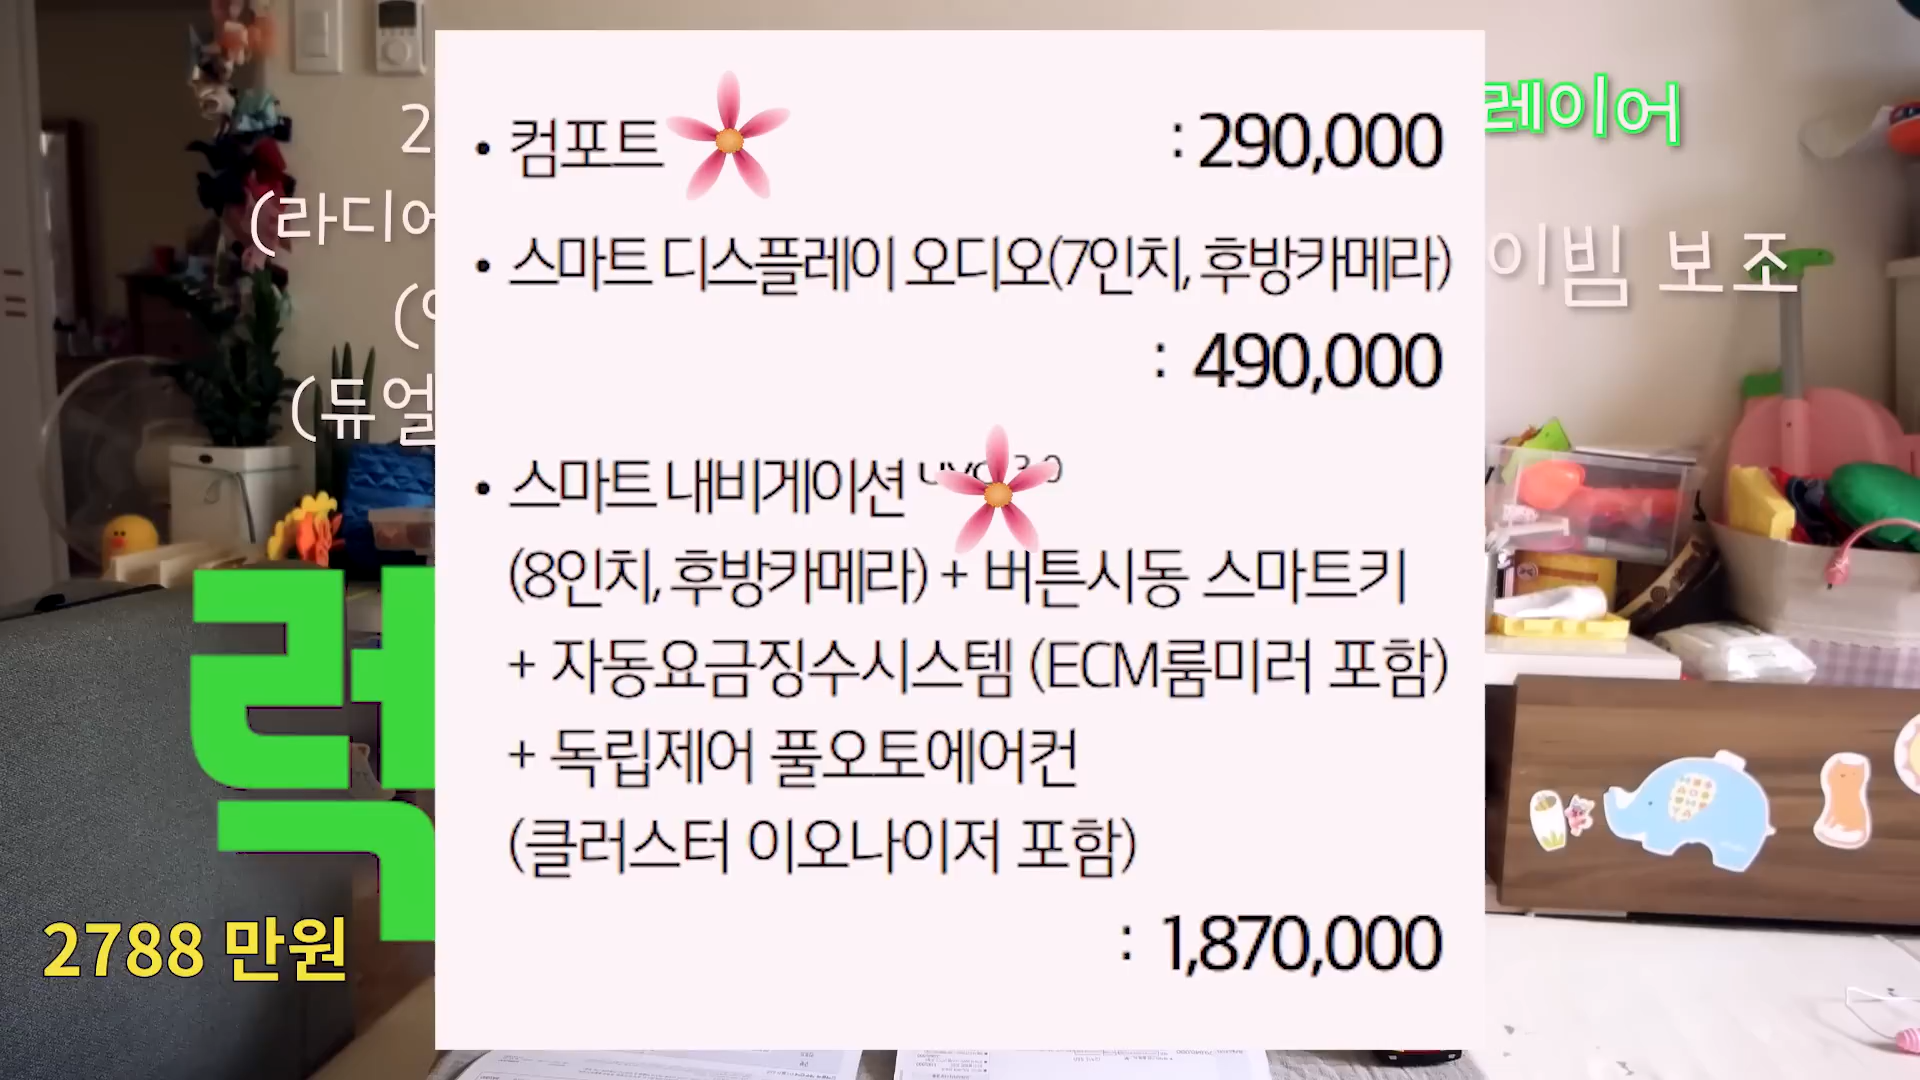 • 컴포트 : 290,000
• 스마트 디스플레이 오디오(7인치, 후방카메라)
: 490,000
• 스마트 내비게이션
(8인치, 후방카메라) + 버튼시동 스마트키
+ 자동요금징수시스템 (ECM룸미러 포함)
+ 독립제어 풀오토에어컨
(클러스터 이오나이저 포함)
: 1,870,000
레이어
이빔 보조
2
(라디에
(듀얼
2788 만원